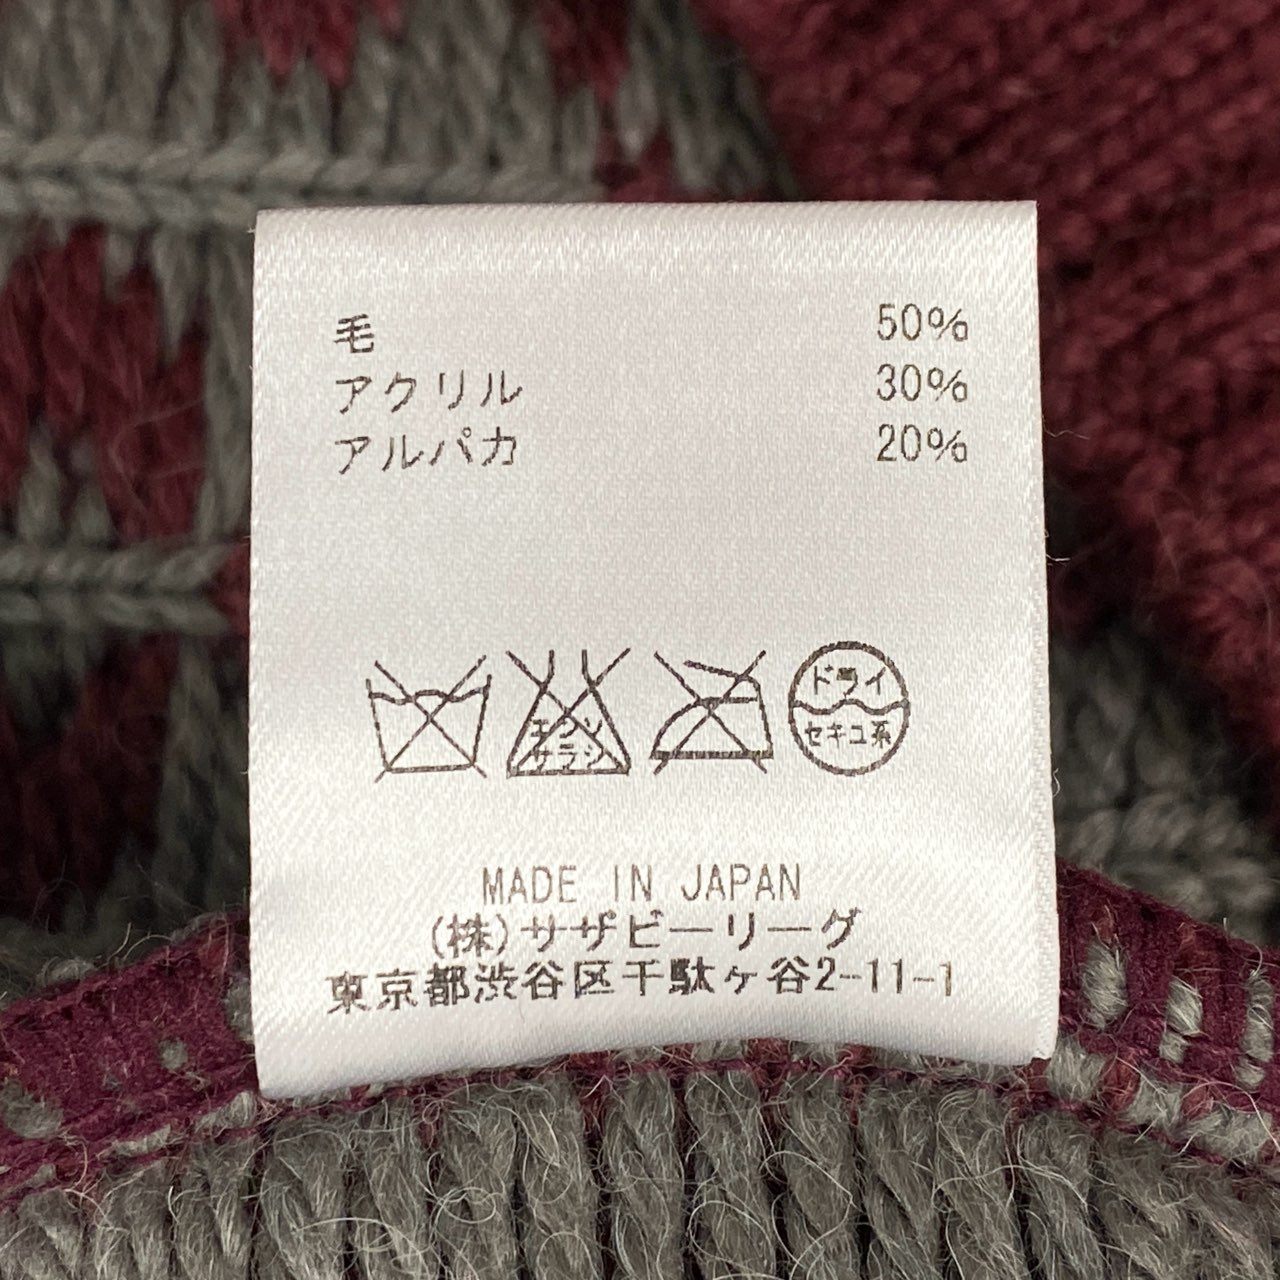 毛 50%
アクリル 30%
アルパカ 20%
エンソ
サラシ
ドライ
セキユ系
MADE IN JAPAN
(株)サザビーリーグ
東京都渋谷区千駄ヶ谷2-11-1